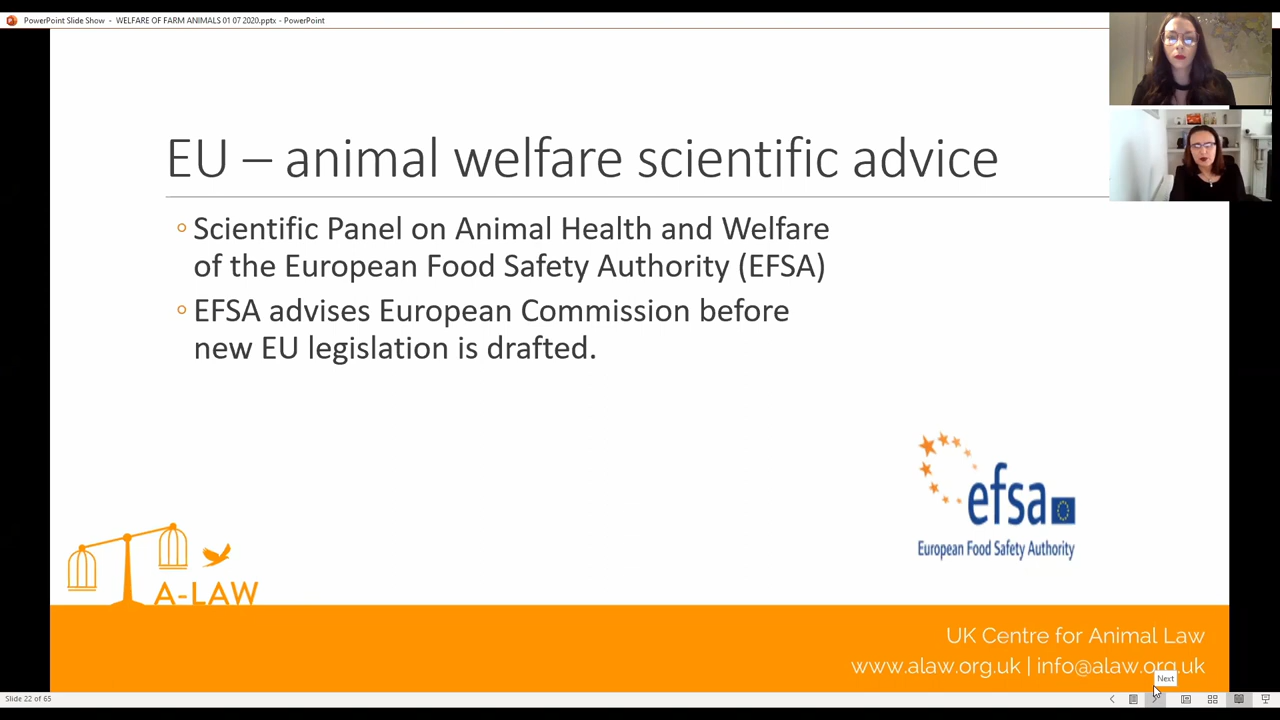 PowerPoint Slide Show - WELFARE OF FARM ANIMALS 01 07 2020.pptx - PowerPoint
EU – animal welfare scientific advice
Scientific Panel on Animal Health and Welfare
of the European Food Safety Authority (EFSA)
EFSA advises European Commission before
new EU legislation is drafted.
efsa
European Food Safety Authority
A-LAW
UK Centre for Animal Law
www.alaw.org.uk | info@alaw.org.uk
Next
Slide 22 of 65